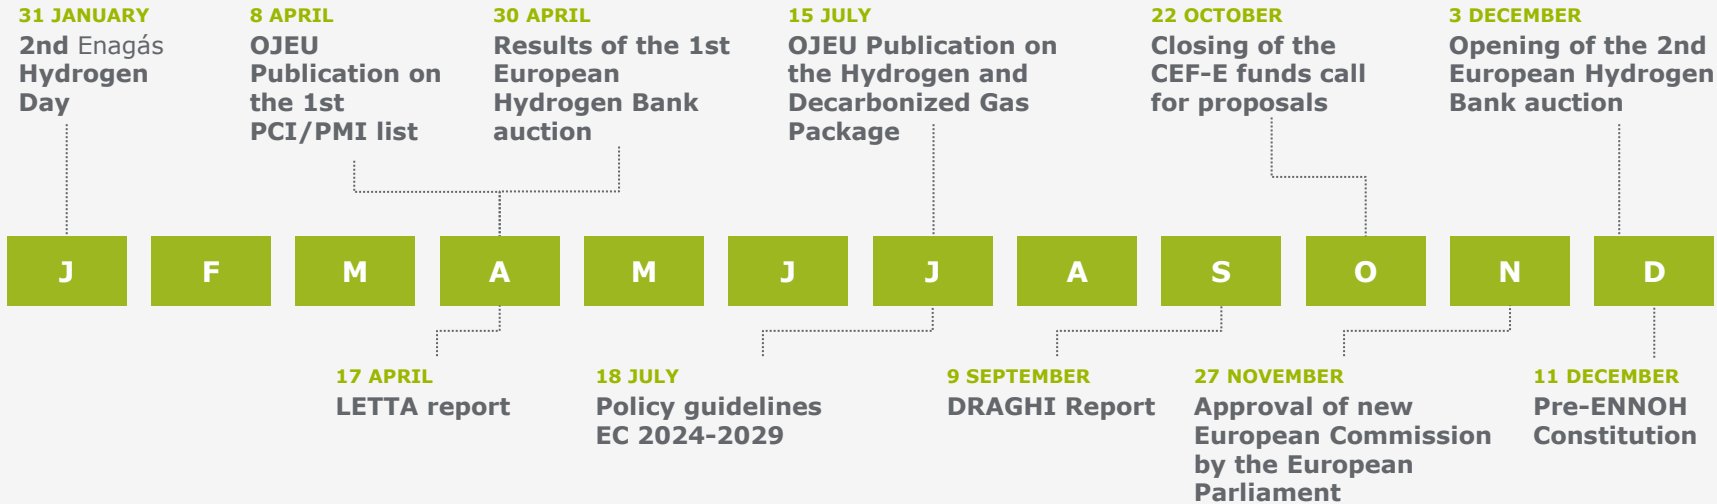 31 JANUARY
2nd Enagás
Hydrogen
Day
8 APRIL
OJEU
Publication on
the 1st
PCI/PMI list
30 APRIL
Results of the 1st
European
Hydrogen Bank
auction
15 JULY
OJEU Publication on
the Hydrogen and
Decarbonized Gas
Package
22 OCTOBER
Closing of the
CEF-E funds call
for proposals
3 DECEMBER
Opening of the 2nd
European Hydrogen
Bank auction
J
F
M
A
M
J
J
A
S
O
N
D
17 APRIL
LETTA report
18 JULY
Policy guidelines
EC 2024-2029
9 SEPTEMBER
DRAGHI Report
27 NOVEMBER
Approval of new
European Commission
by the European
Parliament
11 DECEMBER
Pre-ENNOH
Constitution